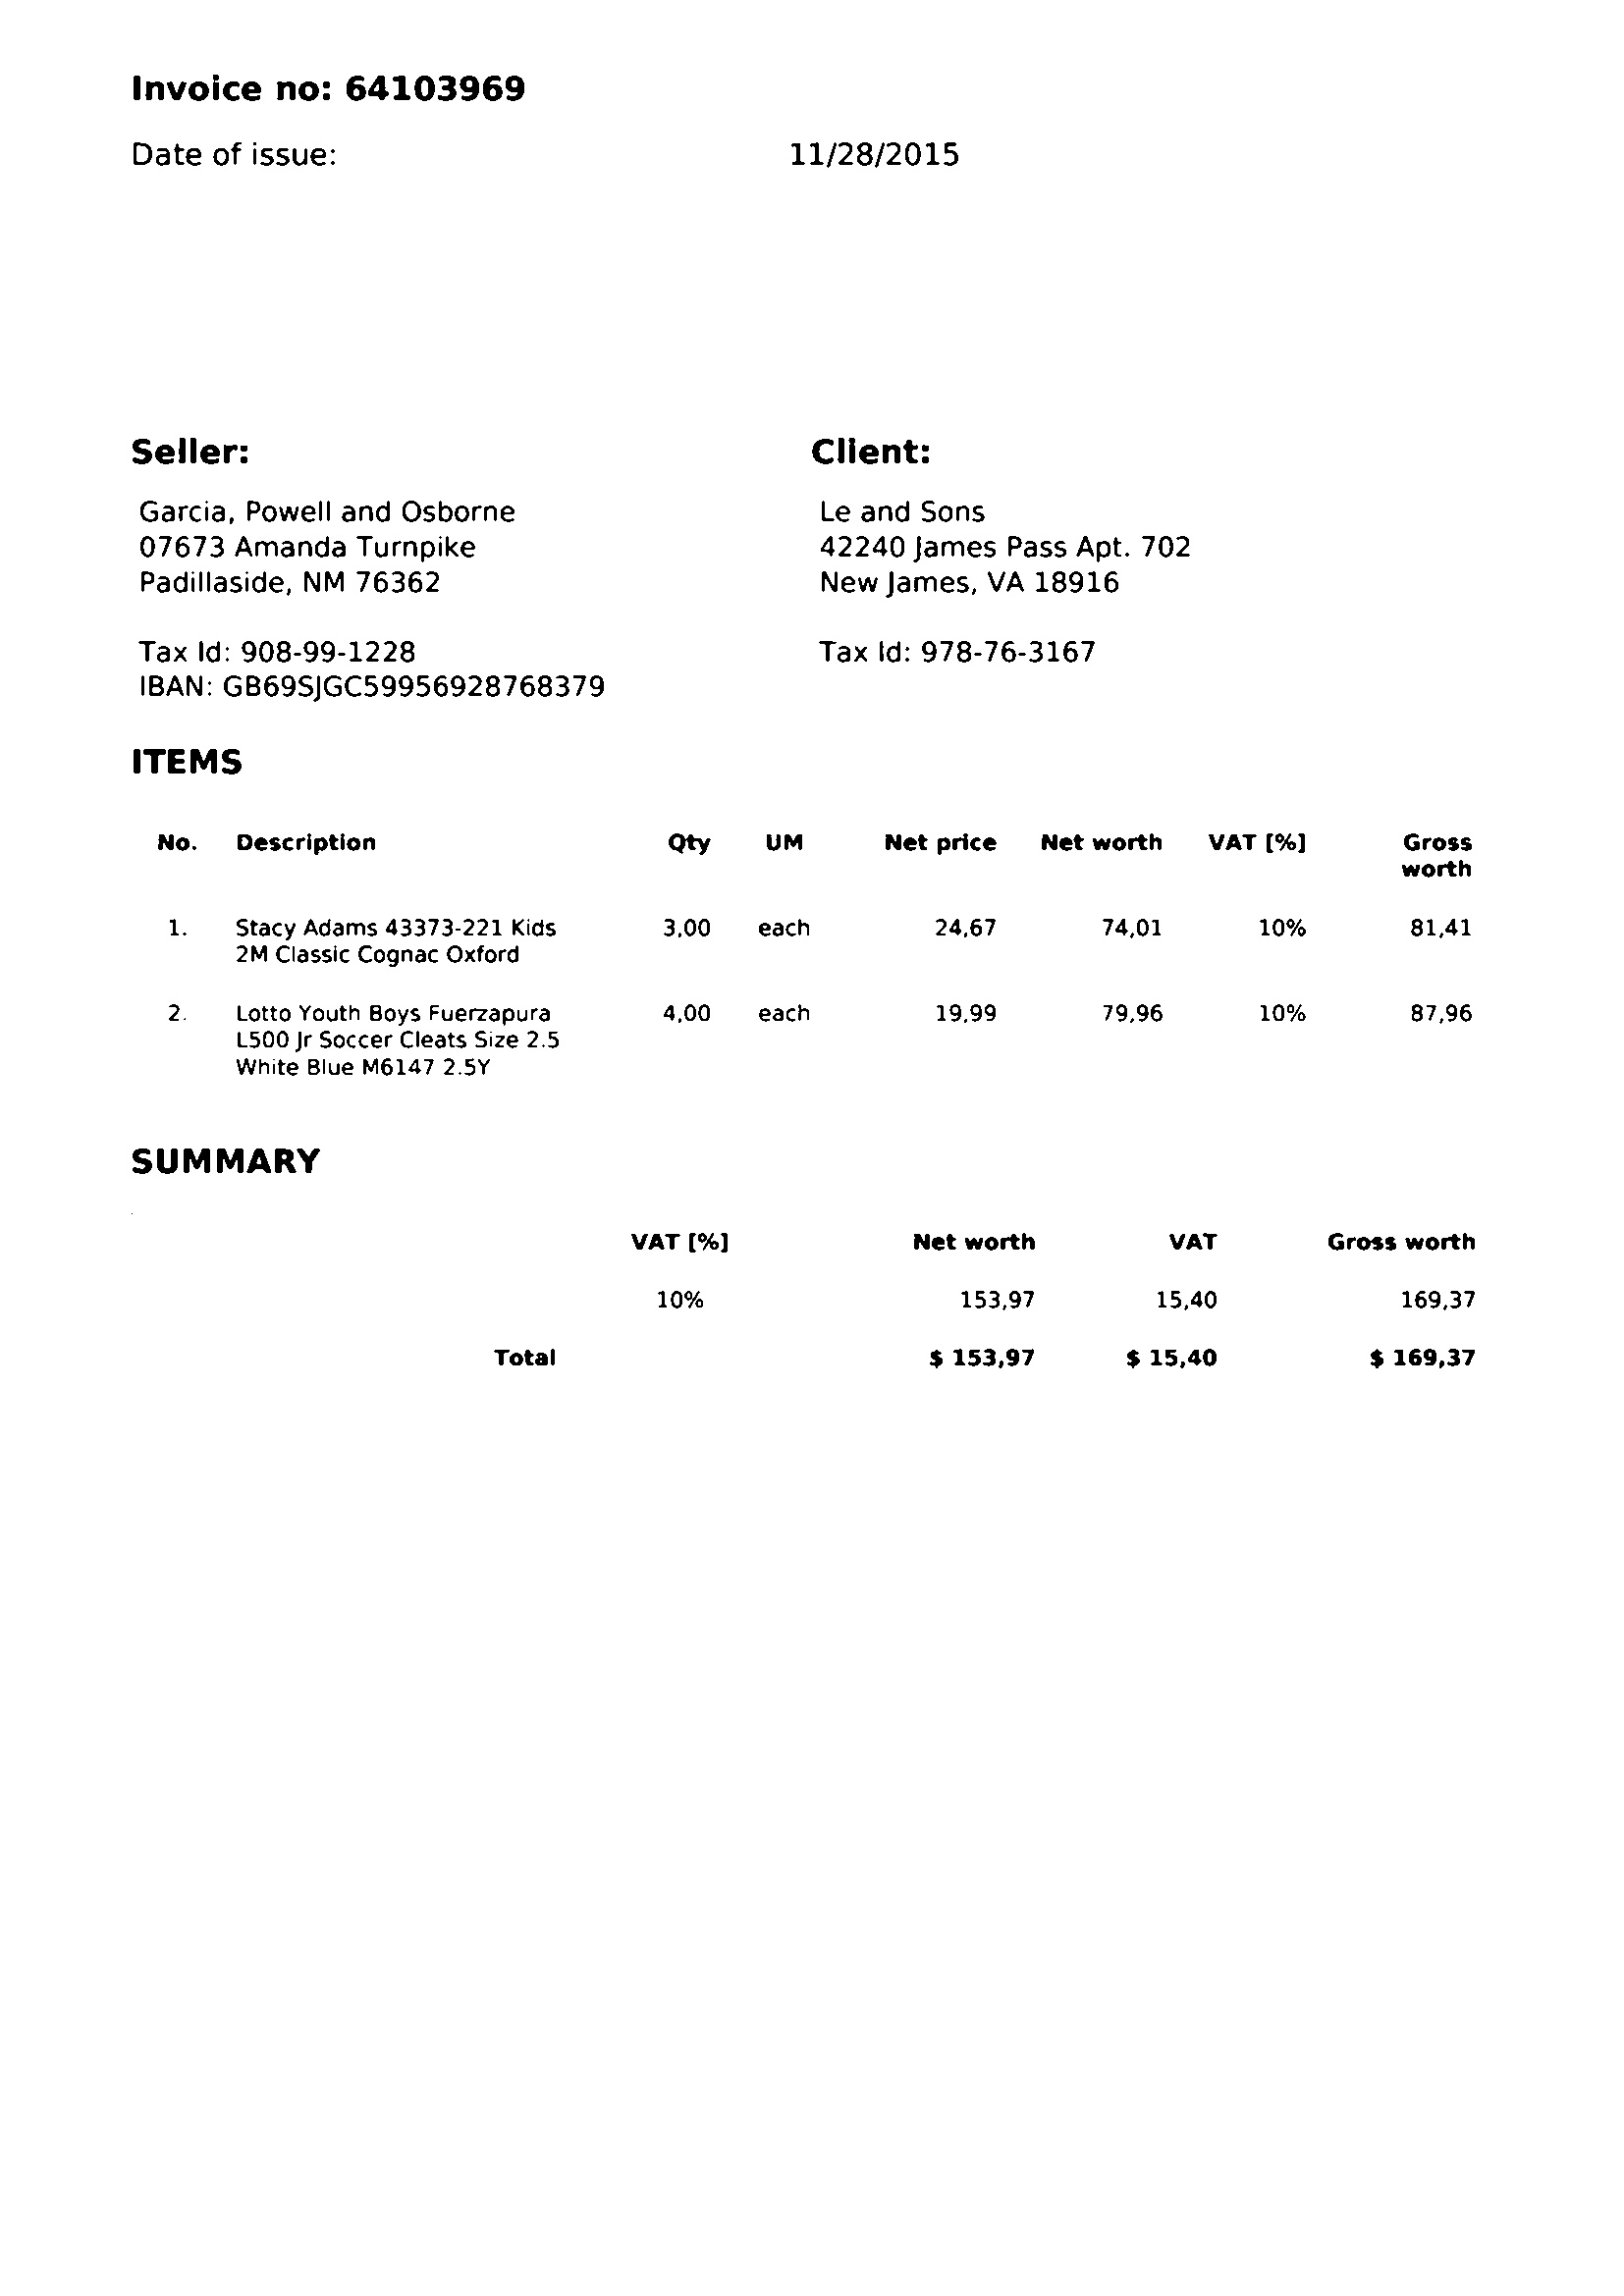 Invoice no: 64103969
Date of issue: 11/28/2015
Seller:
Garcia, Powell and Osborne
07673 Amanda Turnpike
Padillaside, NM 76362
Tax Id: 908-99-1228
IBAN: GB69SJGC59956928768379
Client:
Le and Sons
42240 James Pass Apt. 702
New James, VA 18916
Tax Id: 978-76-3167
ITEMS
No. Description Qty UM Net price Net worth VAT [%] Gross
worth
1. Stacy Adams 43373-221 Kids 3,00 each 24,67 74,01 10% 81,41
2M Classic Cognac Oxford
2. Lotto Youth Boys Fuerzapura 4,00 each 19,99 79,96 10% 87,96
L500 Jr Soccer Cleats Size 2.5
White Blue M6147 2.5Y
SUMMARY
VAT [%] Net worth VAT Gross worth
10% 153,97 15,40 169,37
Total $ 153,97 $ 15,40 $ 169,37